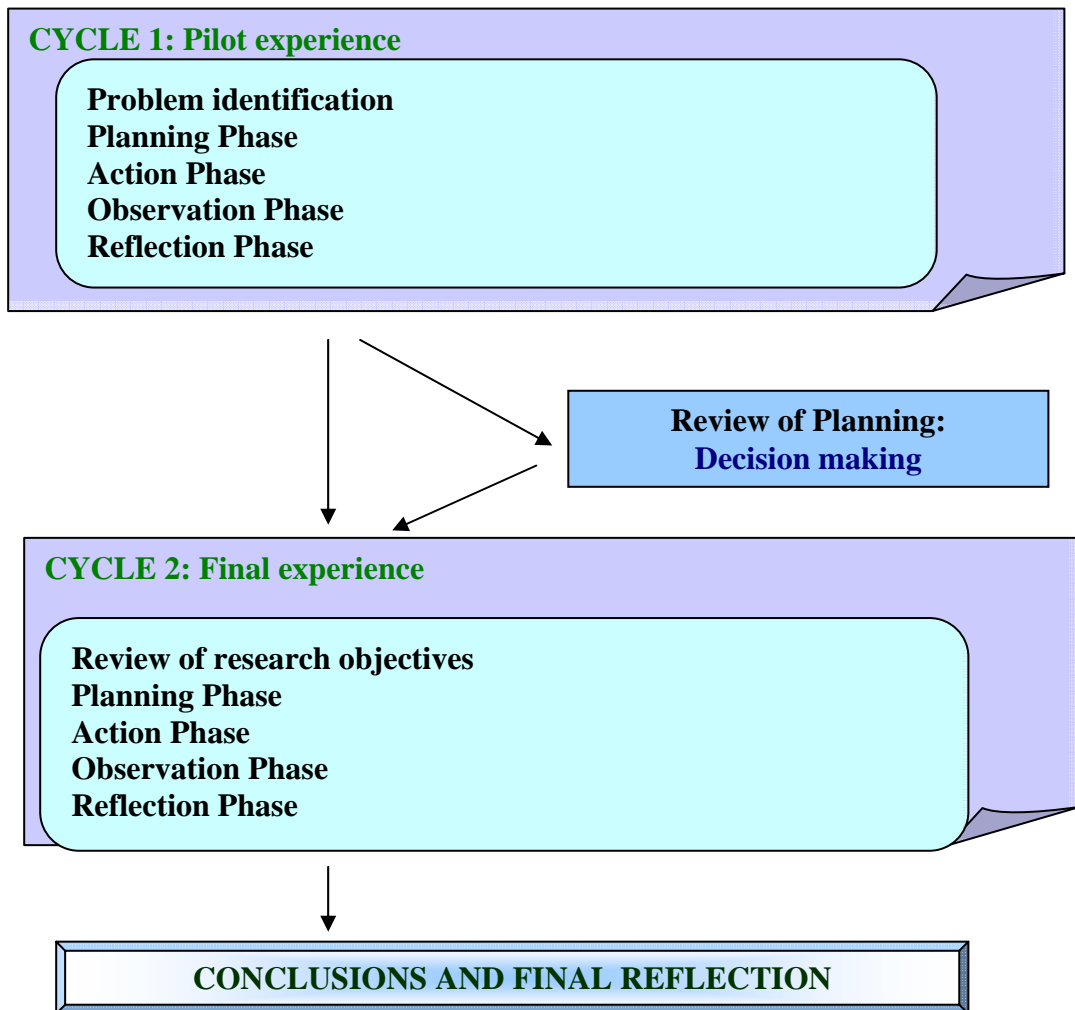 CYCLE 1: Pilot experience
Problem identification
Planning Phase
Action Phase
Observation Phase
Reflection Phase
Review of Planning:
Decision making
CYCLE 2: Final experience
Review of research objectives
Planning Phase
Action Phase
Observation Phase
Reflection Phase
CONCLUSIONS AND FINAL REFLECTION